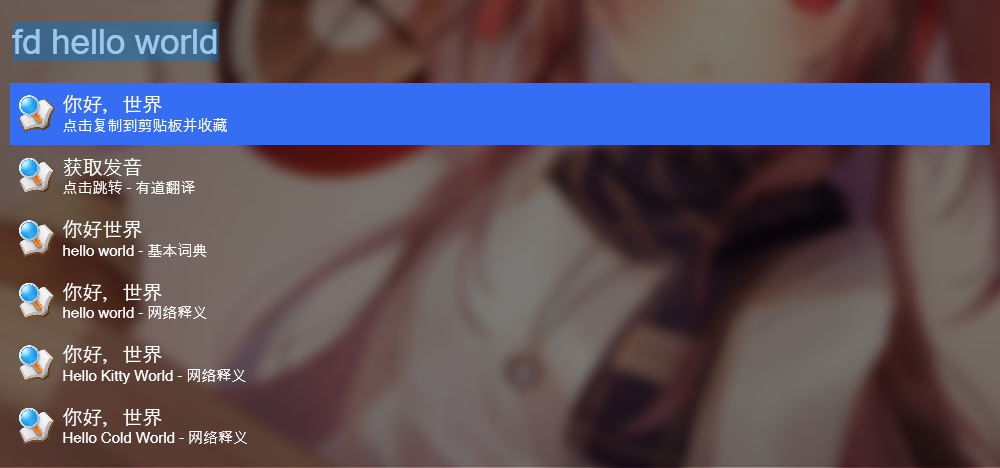 fd hello world
你好，世界
点击复制到剪贴板并收藏
获取发音
点击跳转 - 有道翻译
你好世界
hello world - 基本词典
你好，世界
hello world - 网络释义
你好，世界
Hello Kitty World - 网络释义
你好，世界
Hello Cold World - 网络释义